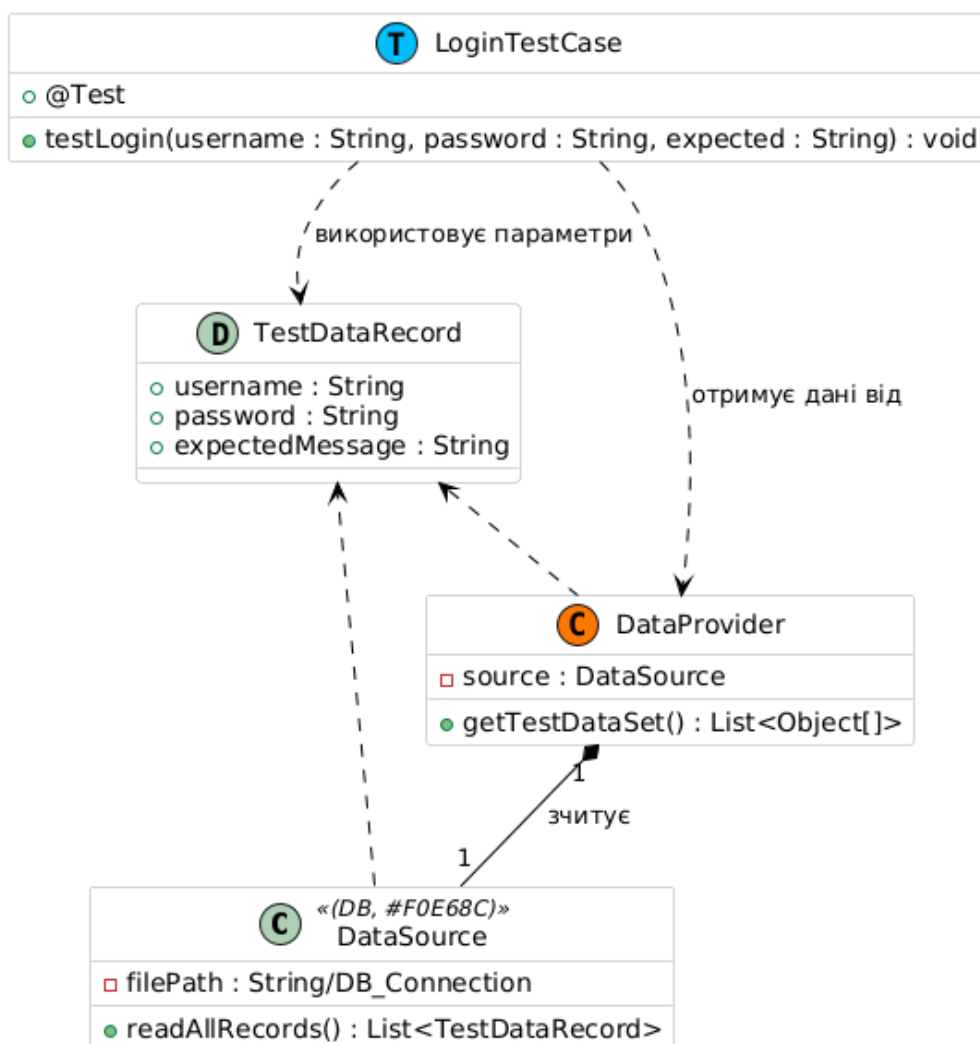 T LoginTestCase
@Test
testLogin(username : String, password : String, expected : String) : void
використовує параметри
D TestDataRecord
username : String
password : String
expectedMessage : String
отримує дані від
C DataProvider
source : DataSource
getTestDataSet() : List<Object[]>
1
зчитує
1
C «(DB, #F0E68C)»
DataSource
filePath : String/DB_Connection
readAllRecords() : List<TestDataRecord>